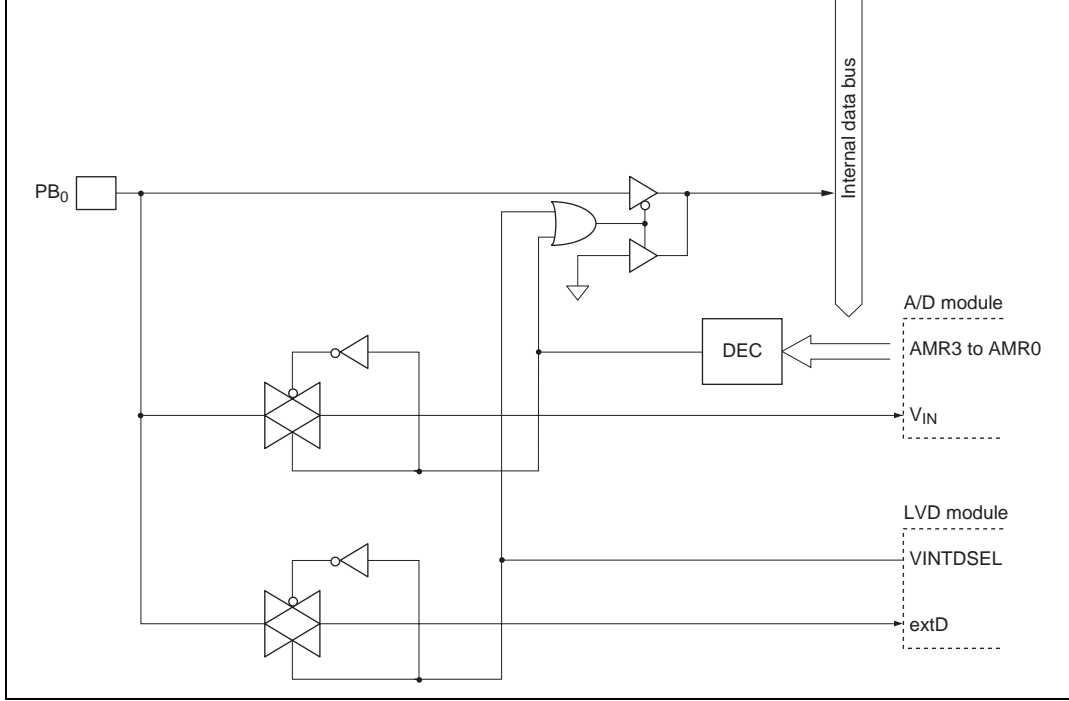 Internal data bus
PB0
A/D module
DEC
AMR3 to AMR0
VIN
LVD module
VINTDSEL
extD